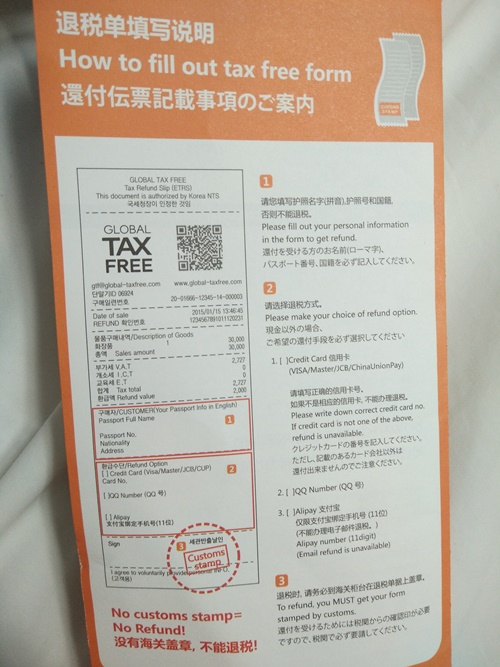 退税单填写说明
How to fill out tax free form
還付伝票記載事項のご案内
CUSTOMS STAMP
GLOBAL TAX FREE
Tax Refund Slip (ETRS)
This document is authorized by Korea NTS
국세청장이 인정한 것임
GLOBAL
TAX
FREE
gtf@global-taxfree.com www.global-taxfree.com
단말기ID 06924
구매일련번호 20-01666-12345-14-000003
Date of sale 2015/01/15 13:46:45
REFUND 확인번호 1234567891011120231
물품구매내역/Description of Goods
화장품 30,000
총액 Sales amount 30,000
부가세 V,A,T 2,727
개소세 I,C,T 0
교육세 E,T 0
합계 Tax total 2,727
환급액 Refund value 2,000
구매자/CUSTOMER(Your Passport Info in English)
Passport Full Name
1
Passport No.
Nationality
Address
환급수단/Refund Option
[ ] Credit Card (Visa/Master/JCB/CUP)
2
Card No.
[ ]QQ Number (QQ 号)
[ ] Alipay
支付宝绑定手机号(11位)
Sign
3 세관반출날인
Customs
stamp
I agree to voluntarily provide personal INFO.
(고객용)
No customs stamp=
No Refund!
没有海关盖章, 不能退税!
1
请您填写护照名字(拼音),护照号和国籍,
否则不能退税。
Please fill out your personal information
in the form to get refund.
還付を受ける方のお名前(ローマ字)、
パスポート番号、国籍を必ず記入してください。
2
请选择退税方式。
Please make your choice of refund option.
現金以外の場合、
ご希望の還付手段を必ず選択してください
1. [ ]Credit Card 信用卡
(VISA/Master/JCB/ChinaUnionPay)
请填写正确的信用卡号。
如果不是相应的信用卡, 不能办理退税。
Please write down correct credit card no.
If credit card is not one of the above,
refund is unavailable.
クレジットカードの番号を記入してください。
ただし、記載のあるカード会社以外は
還付出来ませんのでご注意ください。
2. [ ]QQ Number (QQ 号)
3. [ ]Alipay 支付宝
仅限支付宝绑定手机号 (11位)
(不能办理电子邮件退税。)
Alipay number (11digit)
(Email refund is unavailable)
3
退税时, 请务必到海关柜台在退税单据上盖章。
To refund, you MUST get your form
stamped by customs.
還付を受けるためには税関からの確認印が必要
ですので、税関で必ず要請してください。